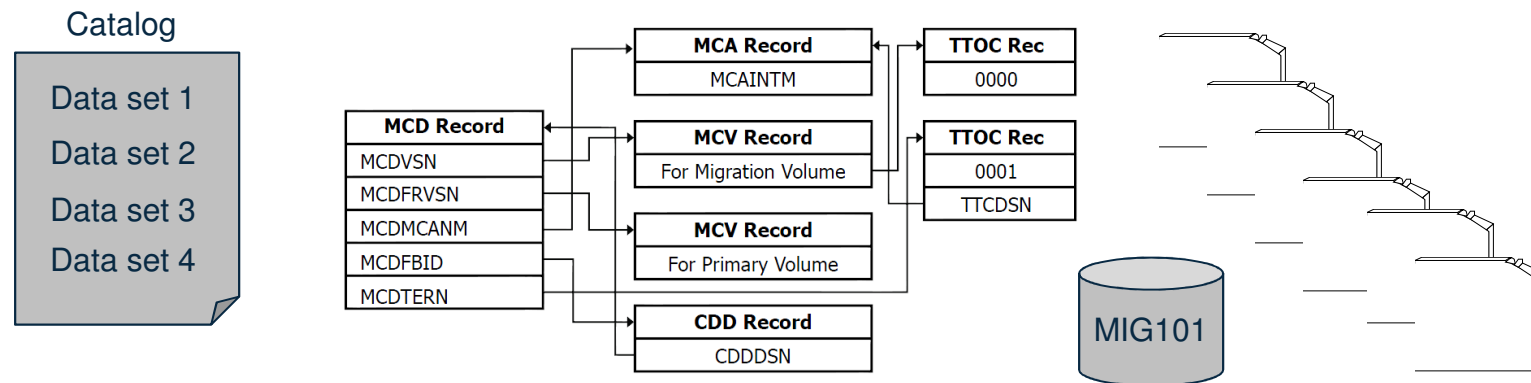 Catalog
Data set 1
Data set 2
Data set 3
Data set 4
MCD Record
MCDVSN
MCDFRVSN
MCDMCANM
MCDFBID
MCDTERN
MCA Record
MCAINTM
MCV Record
For Migration Volume
MCV Record
For Primary Volume
CDD Record
CDDDSN
TTOC Rec
0000
TTOC Rec
0001
TTCDSN
MIG101